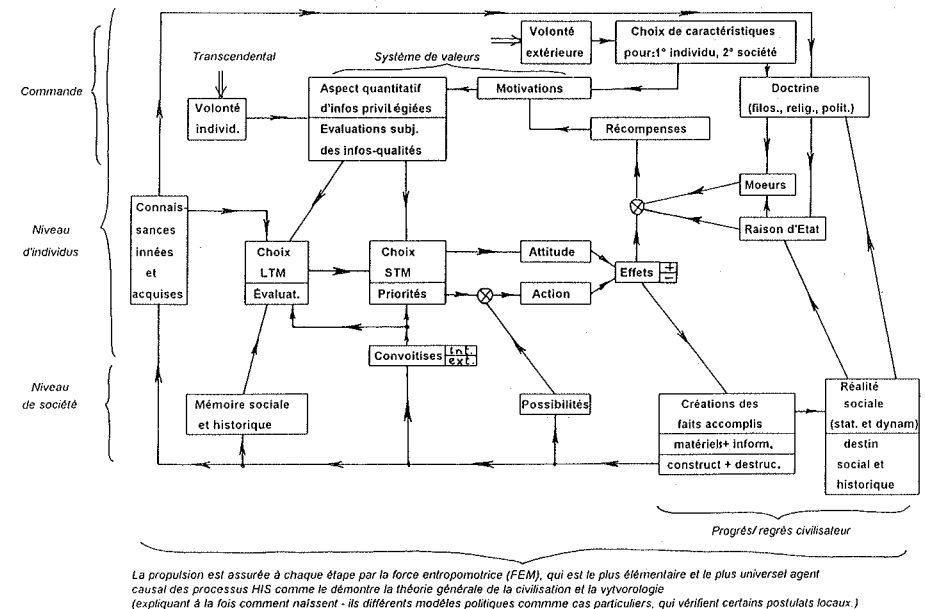 Volonté
extérieure
Choix de caractéristiques
pour:1° individu, 2° société
Transcendental
Système de valeurs
Commande
Volonté
individ.
Aspect quantitatif
d'infos privilégiées
Evaluations subj.
des infos-qualités
Motivations
Doctrine
(filos., relig., polit.)
Récompenses
Moeurs
Raison d'Etat
Niveau
d'individus
Connais
sances
innées
et
acquises
Choix
LTM
Évaluat.
Choix
STM
Priorités
Attitude
Action
Effets
+
−
Convoitises
int.
ext.
Niveau
de société
Mémoire sociale
et historique
Possibilités
Créations des
faits accomplis
matériels+ inform.
construct + destruc.
Réalité
sociale
(stat. et dynam)
destin
social et
historique
Progrès/ regrès civilisateur
La propulsion est assurée à chaque étape par la force entropomotrice (FEM), qui est le plus élementaire et le plus universel agent
causal des processus HIS comme le démontre la théorie générale de la civilisation et la vytvorologie
(expliquant à la fois comment naissent - ils différents modèles politiques commme cas particuliers, qui vérifient certains postulats locaux.)